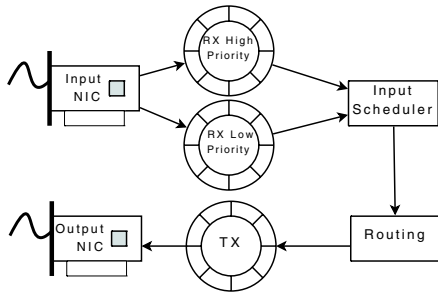 Input
NIC
RX High
Priority
RX Low
Priority
Input
Scheduler
Output
NIC
TX
Routing